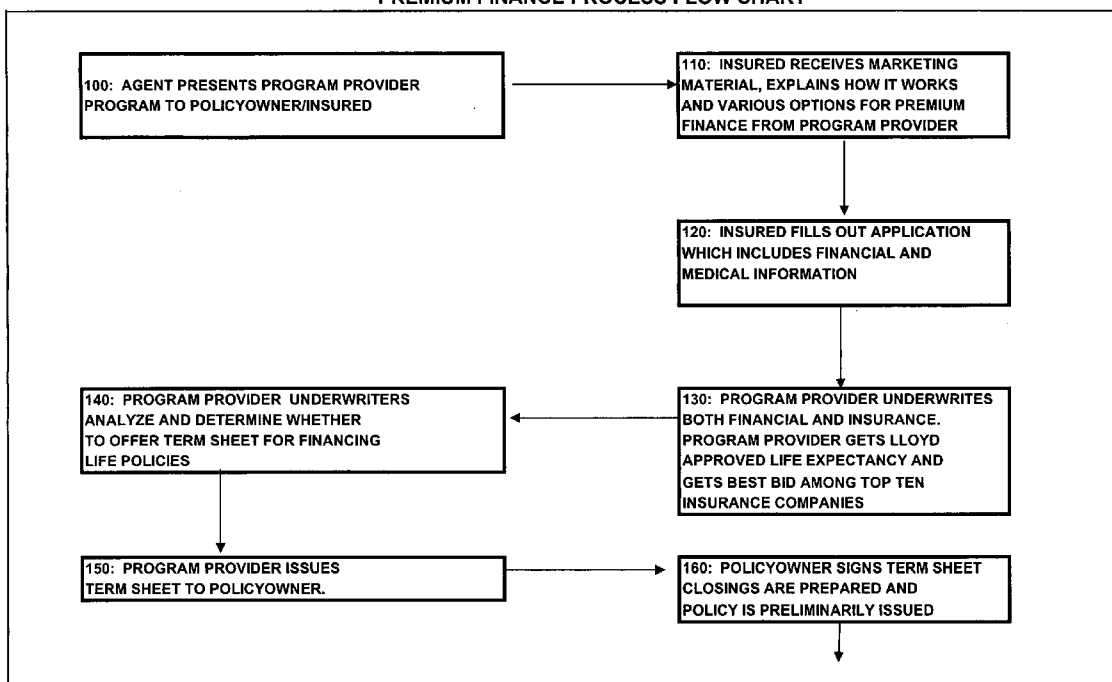 PREMIUM FINANCE PROCESS FLOW CHART
100: AGENT PRESENTS PROGRAM PROVIDER
PROGRAM TO POLICYOWNER/INSURED
110: INSURED RECEIVES MARKETING
MATERIAL, EXPLAINS HOW IT WORKS
AND VARIOUS OPTIONS FOR PREMIUM
FINANCE FROM PROGRAM PROVIDER
120: INSURED FILLS OUT APPLICATION
WHICH INCLUDES FINANCIAL AND
MEDICAL INFORMATION
130: PROGRAM PROVIDER UNDERWRITES
BOTH FINANCIAL AND INSURANCE.
PROGRAM PROVIDER GETS LLOYD
APPROVED LIFE EXPECTANCY AND
GETS BEST BID AMONG TOP TEN
INSURANCE COMPANIES
140: PROGRAM PROVIDER UNDERWRITERS
ANALYZE AND DETERMINE WHETHER
TO OFFER TERM SHEET FOR FINANCING
LIFE POLICIES
150: PROGRAM PROVIDER ISSUES
TERM SHEET TO POLICYOWNER.
160: POLICYOWNER SIGNS TERM SHEET
CLOSINGS ARE PREPARED AND
POLICY IS PRELIMINARILY ISSUED